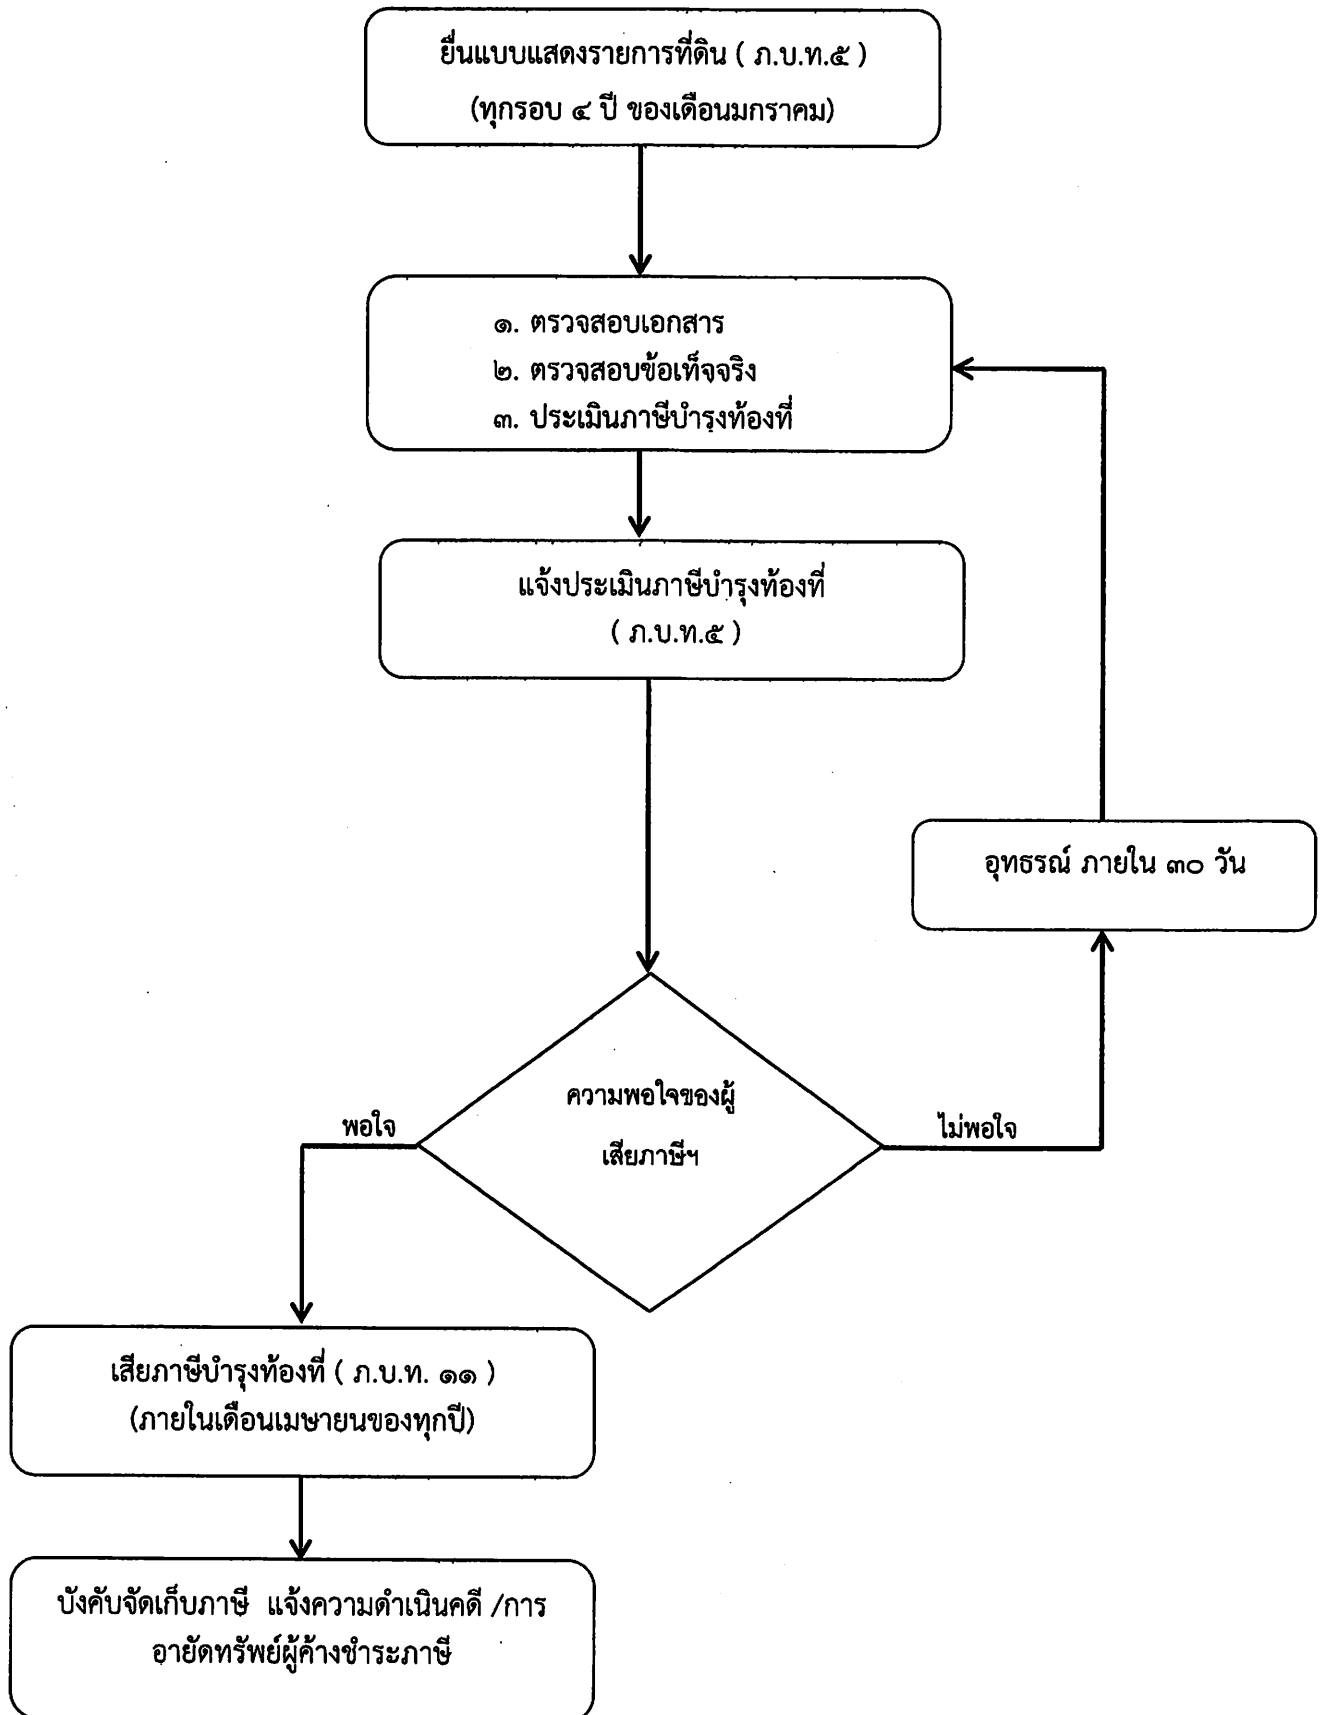 ยื่นแบบแสดงรายการที่ดิน ( ภ.บ.ท.๕ )
(ทุกรอบ ๔ ปี ของเดือนมกราคม)
๑. ตรวจสอบเอกสาร
๒. ตรวจสอบข้อเท็จจริง
๓. ประเมินภาษีบำรุงท้องที่
แจ้งประเมินภาษีบำรุงท้องที่
( ภ.บ.ท.๕ )
อุทธรณ์ ภายใน ๓๐ วัน
ความพอใจของผู้
เสียภาษีฯ
พอใจ
ไม่พอใจ
เสียภาษีบำรุงท้องที่ ( ภ.บ.ท. ๑๑ )
(ภายในเดือนเมษายนของทุกปี)
บังคับจัดเก็บภาษี แจ้งความดำเนินคดี /การ
อายัดทรัพย์ผู้ค้างชำระภาษี